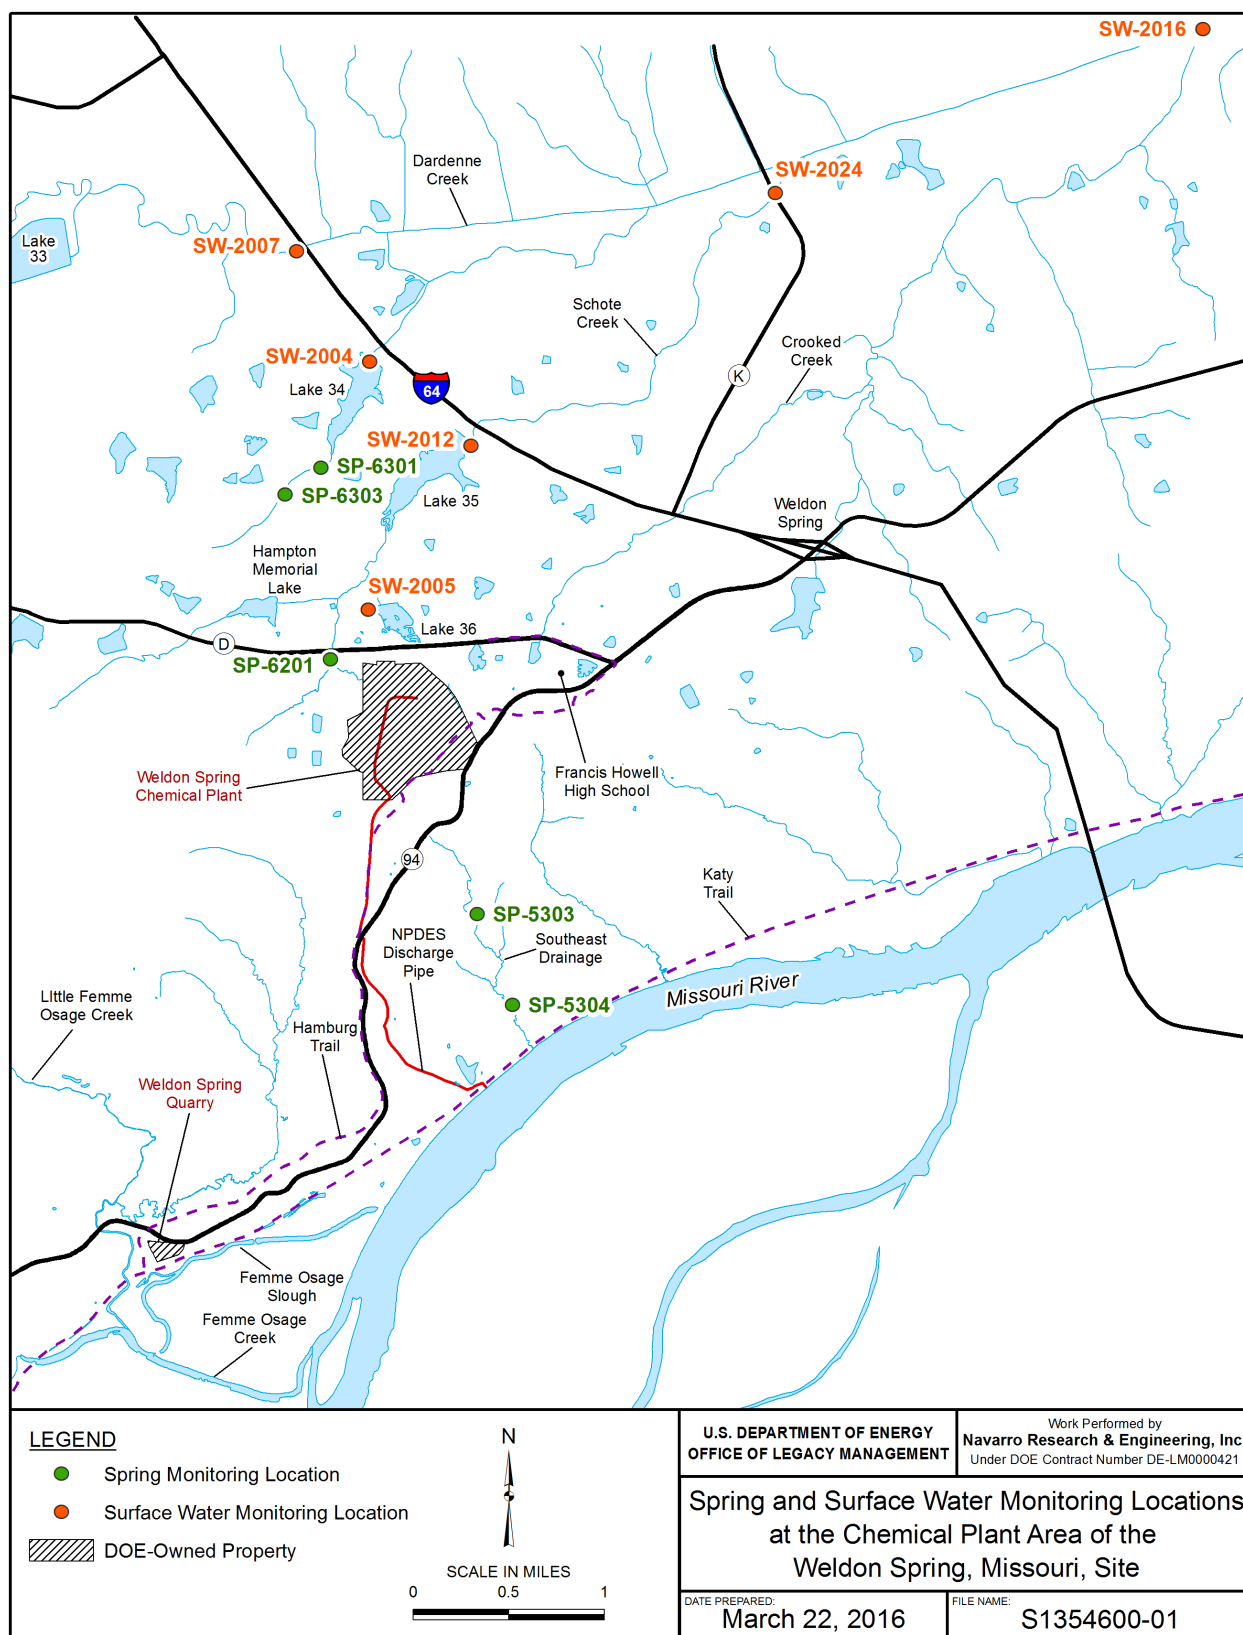 SW-2016
Dardenne
Creek
SW-2024
Lake
33
SW-2007
Schote
Creek
Crooked
Creek
SW-2004
Lake 34
64
K
SW-2012
SP-6301
SP-6303
Lake 35
Weldon
Spring
Hampton
Memorial
Lake
SW-2005
Lake 36
D
SP-6201
Weldon Spring
Chemical Plant
Francis Howell
High School
94
Katy
Trail
SP-5303
NPDES
Discharge
Pipe
Southeast
Drainage
Missouri River
SP-5304
LIttle Femme
Osage Creek
Hamburg
Trail
Weldon Spring
Quarry
Femme Osage
Slough
Femme Osage
Creek
LEGEND
Spring Monitoring Location
Surface Water Monitoring Location
DOE-Owned Property
N
SCALE IN MILES
0 0.5 1
U.S. DEPARTMENT OF ENERGY
OFFICE OF LEGACY MANAGEMENT
Work Performed by
Navarro Research & Engineering, Inc
Under DOE Contract Number DE-LM0000421
Spring and Surface Water Monitoring Locations
at the Chemical Plant Area of the
Weldon Spring, Missouri, Site
DATE PREPARED:
March 22, 2016
FILE NAME:
S1354600-01